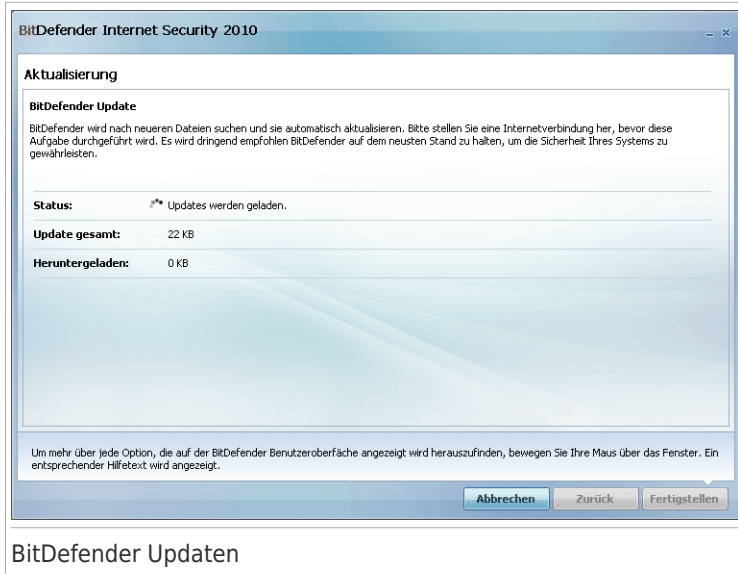 BitDefender Internet Security 2010
Aktualisierung
BitDefender Update
BitDefender wird nach neueren Dateien suchen und sie automatisch aktualisieren. Bitte stellen Sie eine Internetverbindung her, bevor diese
Aufgabe durchgeführt wird. Es wird dringend empfohlen BitDefender auf dem neusten Stand zu halten, um die Sicherheit Ihres Systems zu
gewährleisten.
Status: Updates werden geladen.
Update gesamt: 22 KB
Heruntergeladen: 0 KB
Um mehr über jede Option, die auf der BitDefender Benutzeroberfäche angezeigt wird herauszufinden, bewegen Sie Ihre Maus über das Fenster. Ein
entsprechender Hilfetext wird angezeigt.
Abbrechen Zurück Fertigstellen
BitDefender Updaten